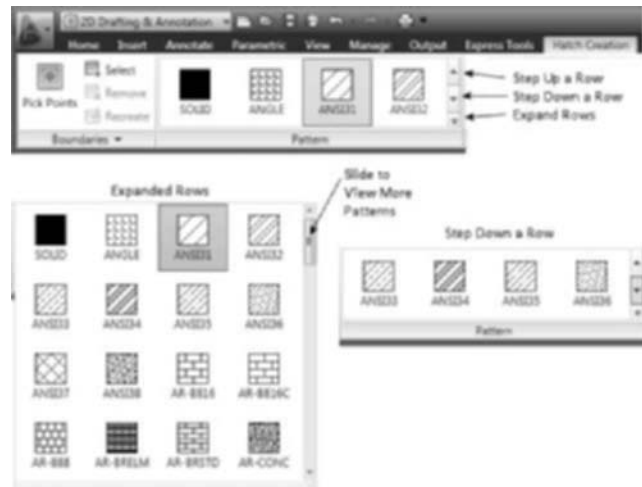 2D Drafting & Annotation
Home Insert Annotate Parametric View Manage Output Express Tools Hatch Creation
Pick Points
Select
Remove
Recreate
SOLID ANGLE ANSI31 ANSI32
Step Up a Row
Step Down a Row
Expand Rows
Boundaries Pattern
Expanded Rows
Slide to
View More
Patterns
SOLID ANGLE ANSI31 ANSI32
ANSI33 ANSI34 ANSI35 ANSI36
ANSI37 ANSI38 AR-B816 AR-B816C
AR-B88 AR-BRELM AR-BRSTD AR-CONC
Step Down a Row
ANSI33 ANSI34 ANSI35 ANSI36
Pattern